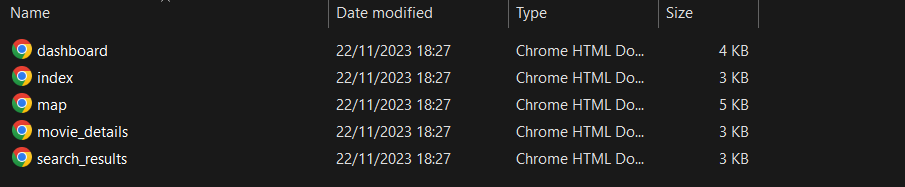 Name Date modified Type Size
dashboard 22/11/2023 18:27 Chrome HTML Do... 4 KB
index 22/11/2023 18:27 Chrome HTML Do... 3 KB
map 22/11/2023 18:27 Chrome HTML Do... 5 KB
movie_details 22/11/2023 18:27 Chrome HTML Do... 3 KB
search_results 22/11/2023 18:27 Chrome HTML Do... 3 KB